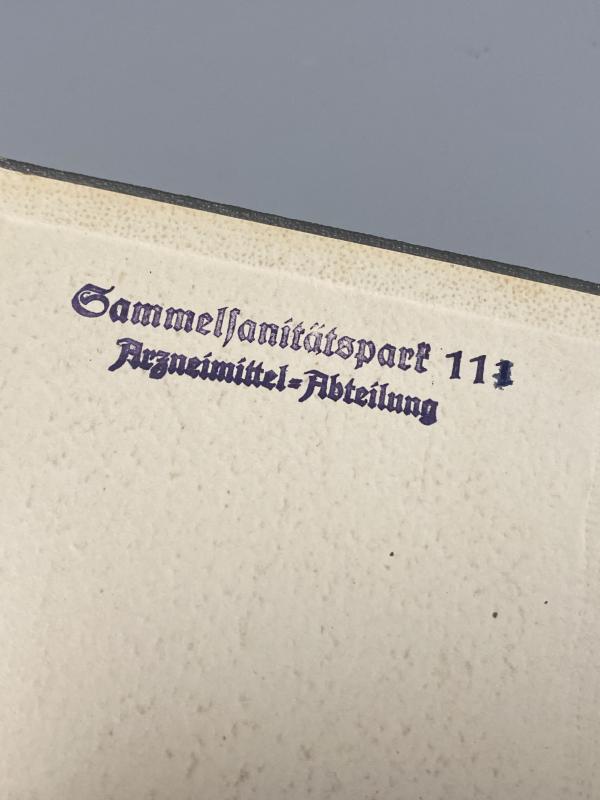 Sammelſanitätspark 111
Arzneimittel=Abteilung